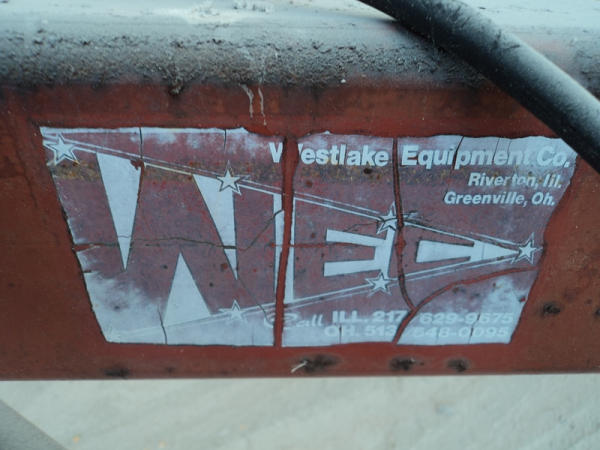 Westlake Equipment Co.
Riverton, Ill.
Greenville, Oh.
WEC
Call ILL. 217 629-9575
OH. 513 548-0095